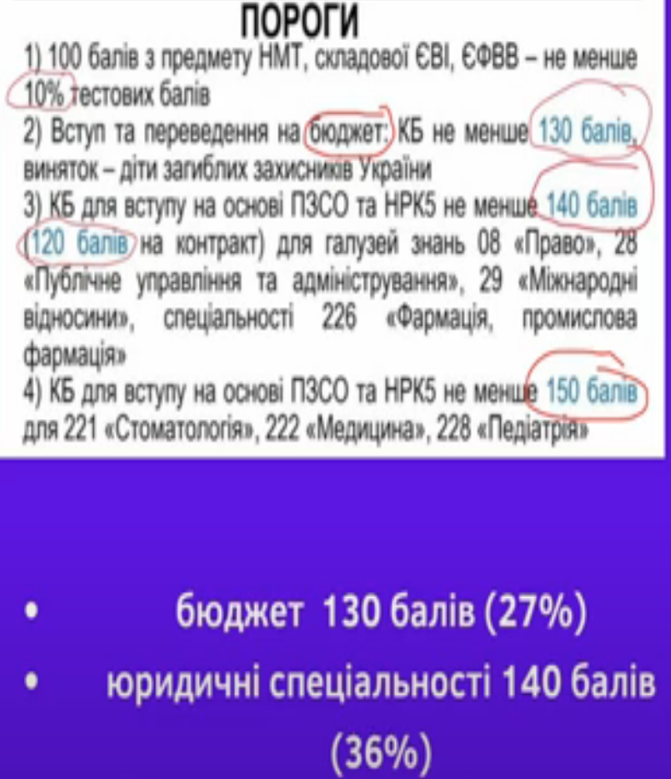 ПОРОГИ
1) 100 балів з предмету НМТ, складової ЄВІ, ЄФВВ – не менше
10% тестових балів
2) Вступ та переведення на бюджет: КБ не менше 130 балів,
виняток – діти загиблих захисників України
3) КБ для вступу на основі ПЗСО та НРК5 не менше 140 балів
(120 балів на контракт) для галузей знань 08 «Право», 28
«Публічне управління та адміністрування», 29 «Міжнародні
відносини», спеціальності 226 «Фармація, промислова
фармація»
4) КБ для вступу на основі ПЗСО та НРК5 не менше 150 балів
для 221 «Стоматологія», 222 «Медицина», 228 «Педіатрія»
• бюджет 130 балів (27%)
• юридичні спеціальності 140 балів
(36%)